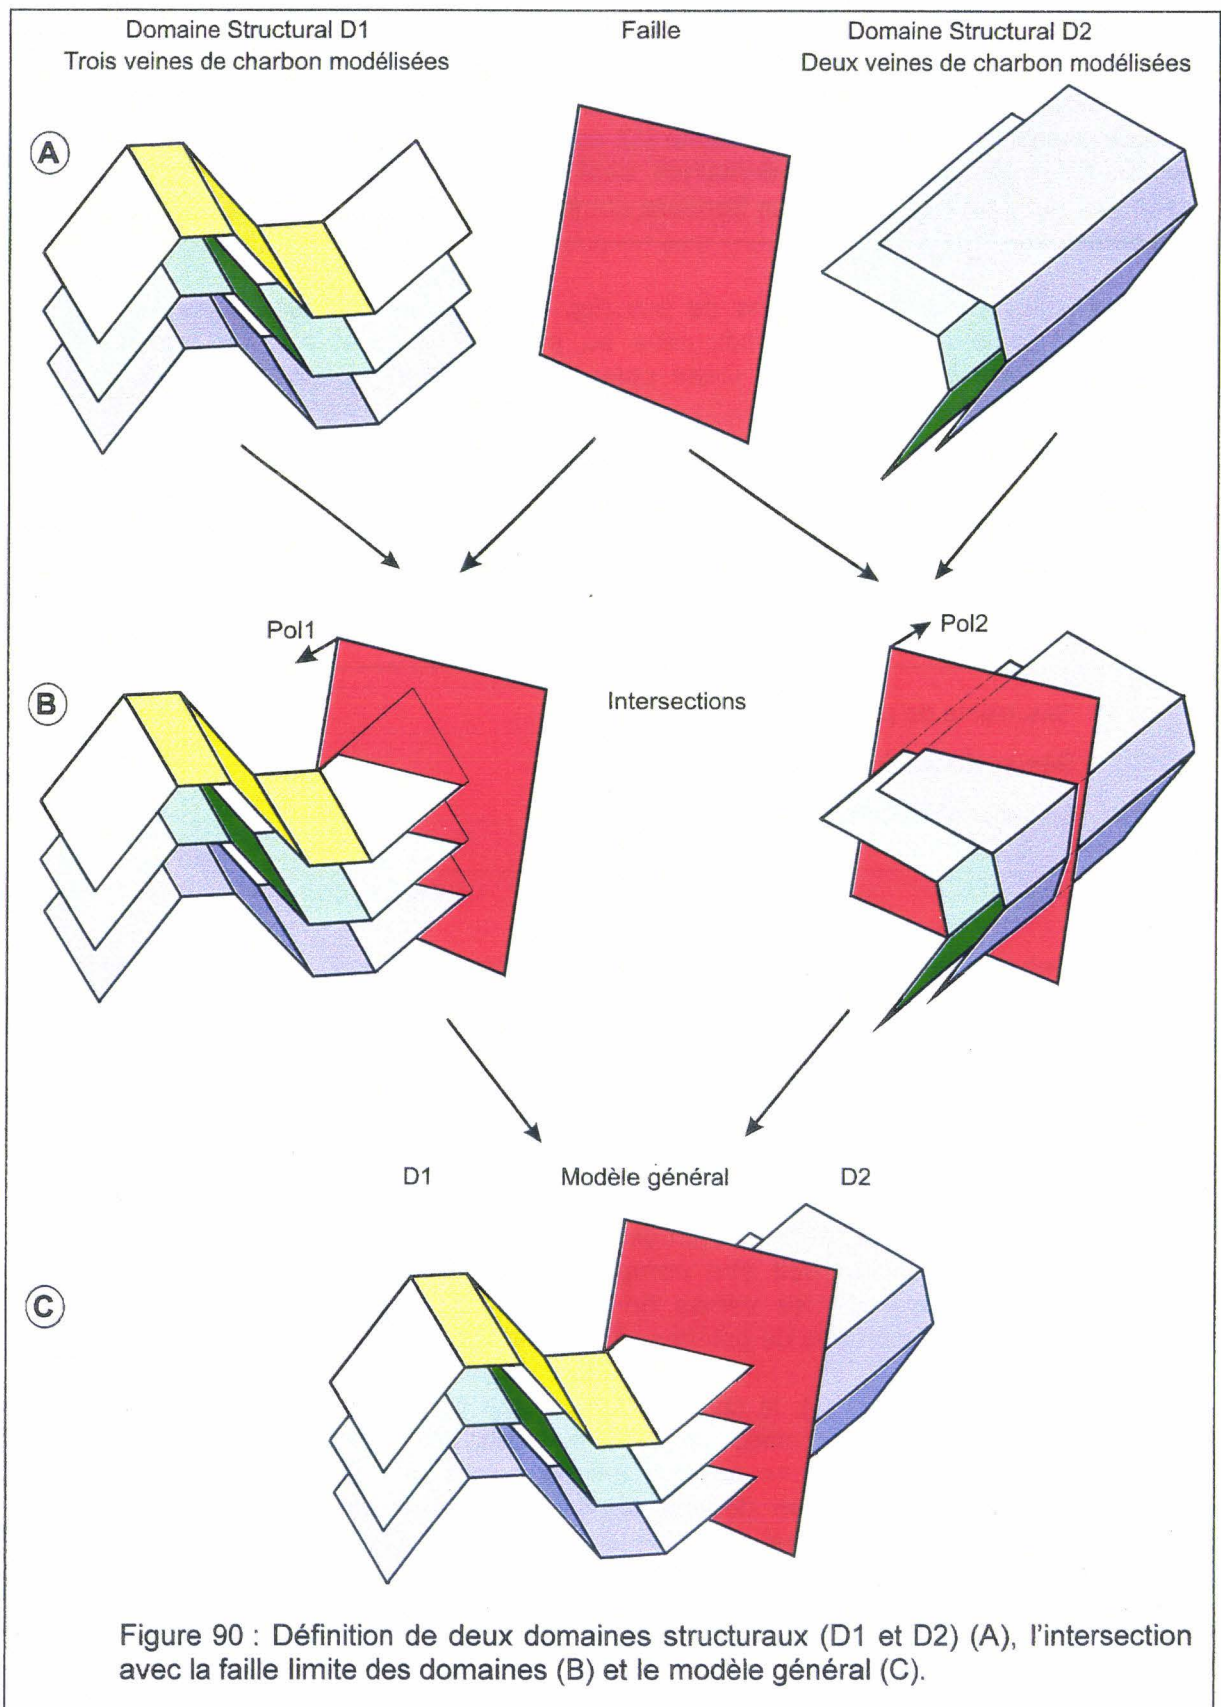 Domaine Structural D1
Trois veines de charbon modélisées
Faille
Domaine Structural D2
Deux veines de charbon modélisées
A
Pol1
Pol2
B
Intersections
D1
Modèle général
D2
C
Figure 90 : Définition de deux domaines structuraux (D1 et D2) (A), l'intersection
avec la faille limite des domaines (B) et le modèle général (C).